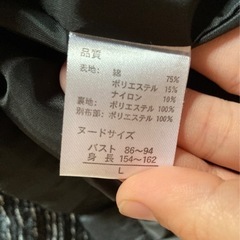 品質
表地: 綿 75%
ポリエステル 15%
ナイロン 10%
裏地: ポリエステル 100%
別布部: ポリエステル 100%
ヌードサイズ
バスト 86~94
身長 154~162
L